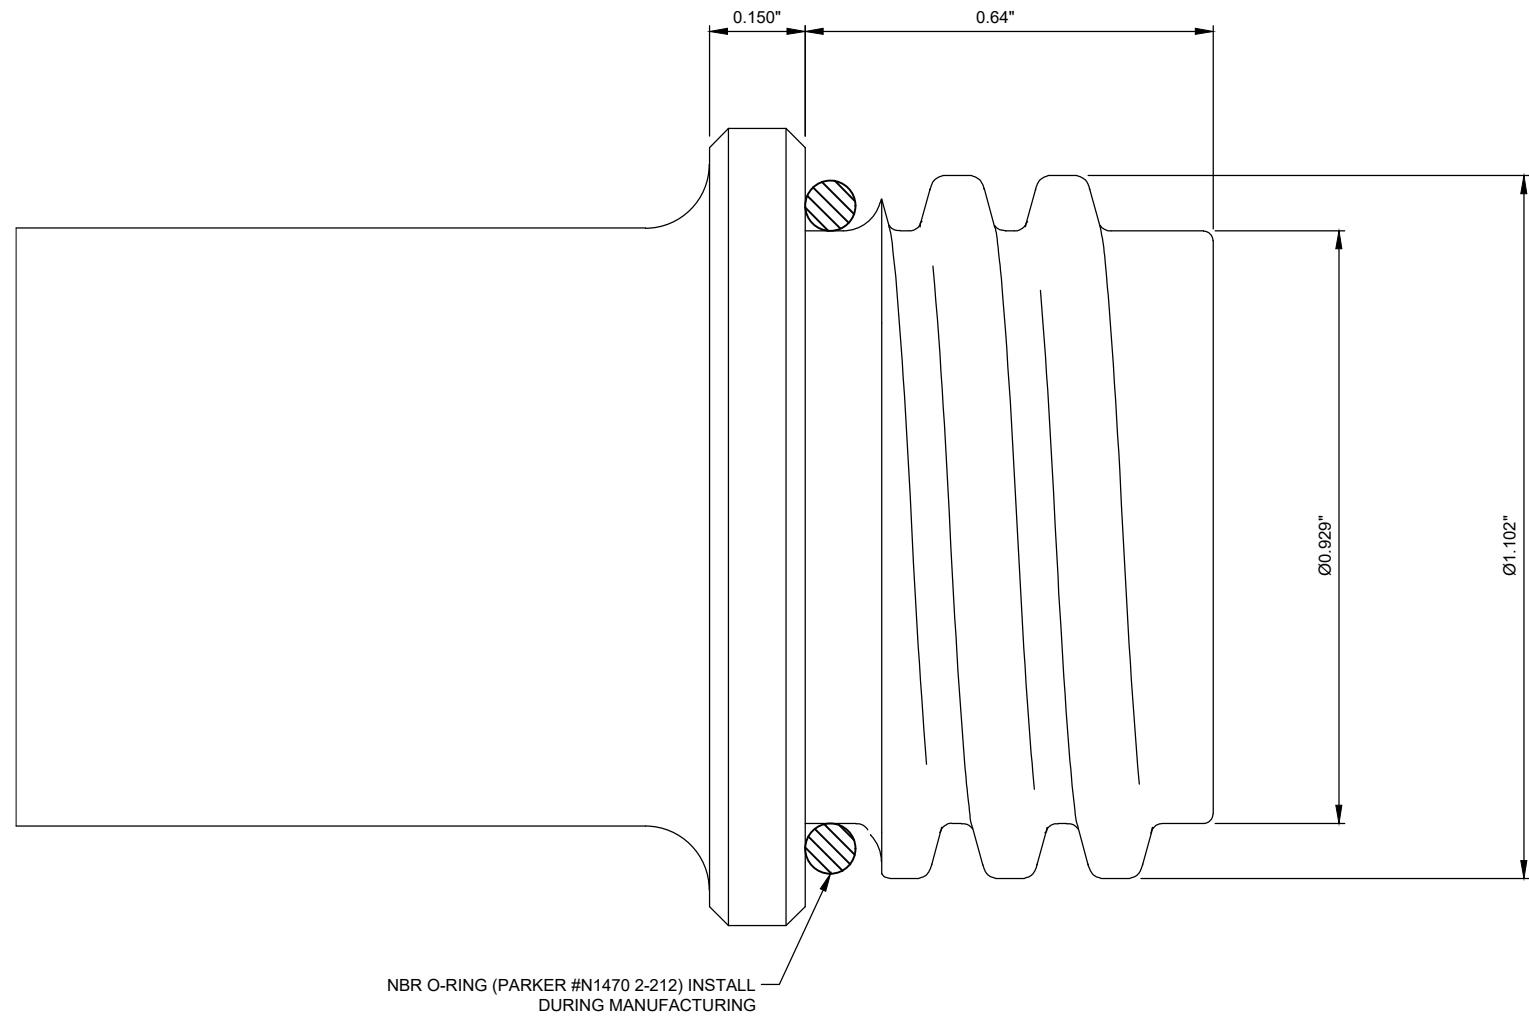 0.150"
0.64"
Ø0.929"
Ø1.102"
NBR O-RING (PARKER #N1470 2-212) INSTALL
DURING MANUFACTURING